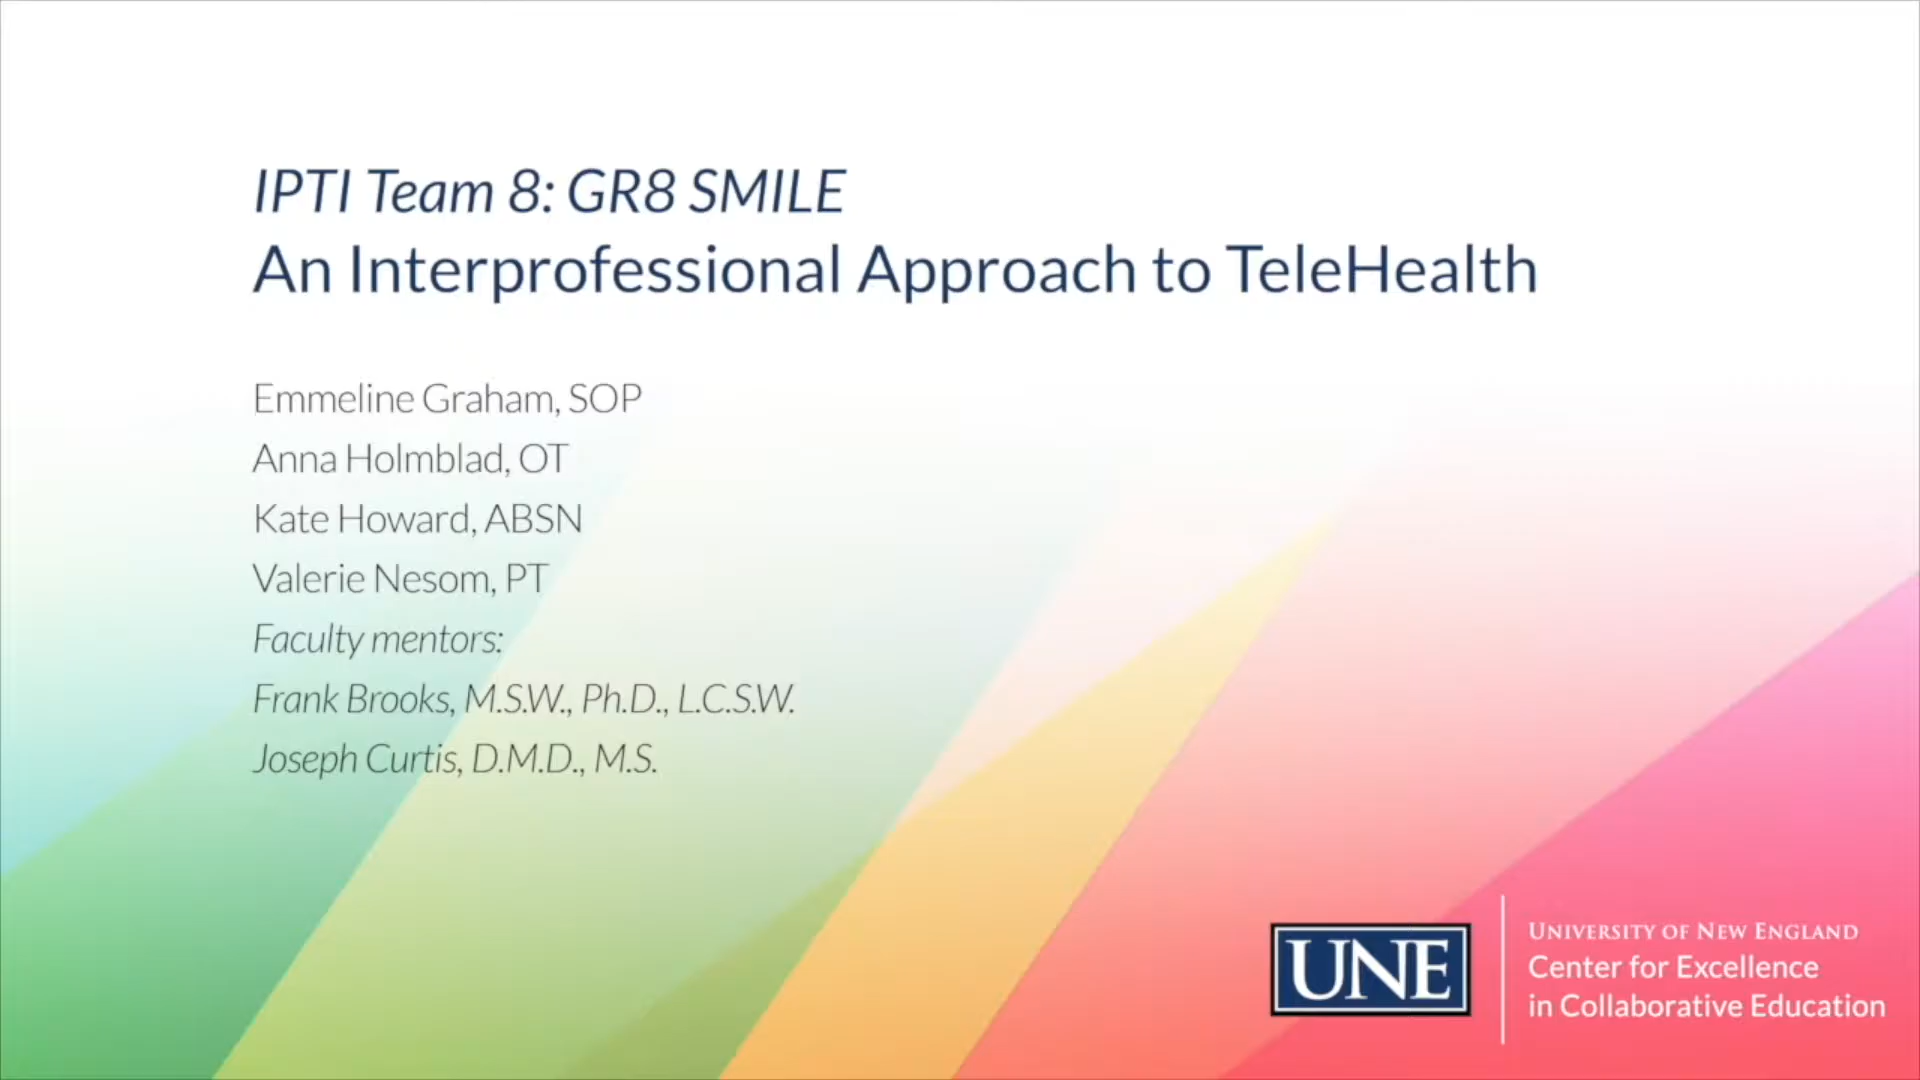 IPTI Team 8: GR8 SMILE
An Interprofessional Approach to TeleHealth
Emmeline Graham, SOP
Anna Holmblad, OT
Kate Howard, ABSN
Valerie Nesom, PT
Faculty mentors:
Frank Brooks, M.S.W., Ph.D., L.C.S.W.
Joseph Curtis, D.M.D., M.S.
UNE
University of New England
Center for Excellence
in Collaborative Education